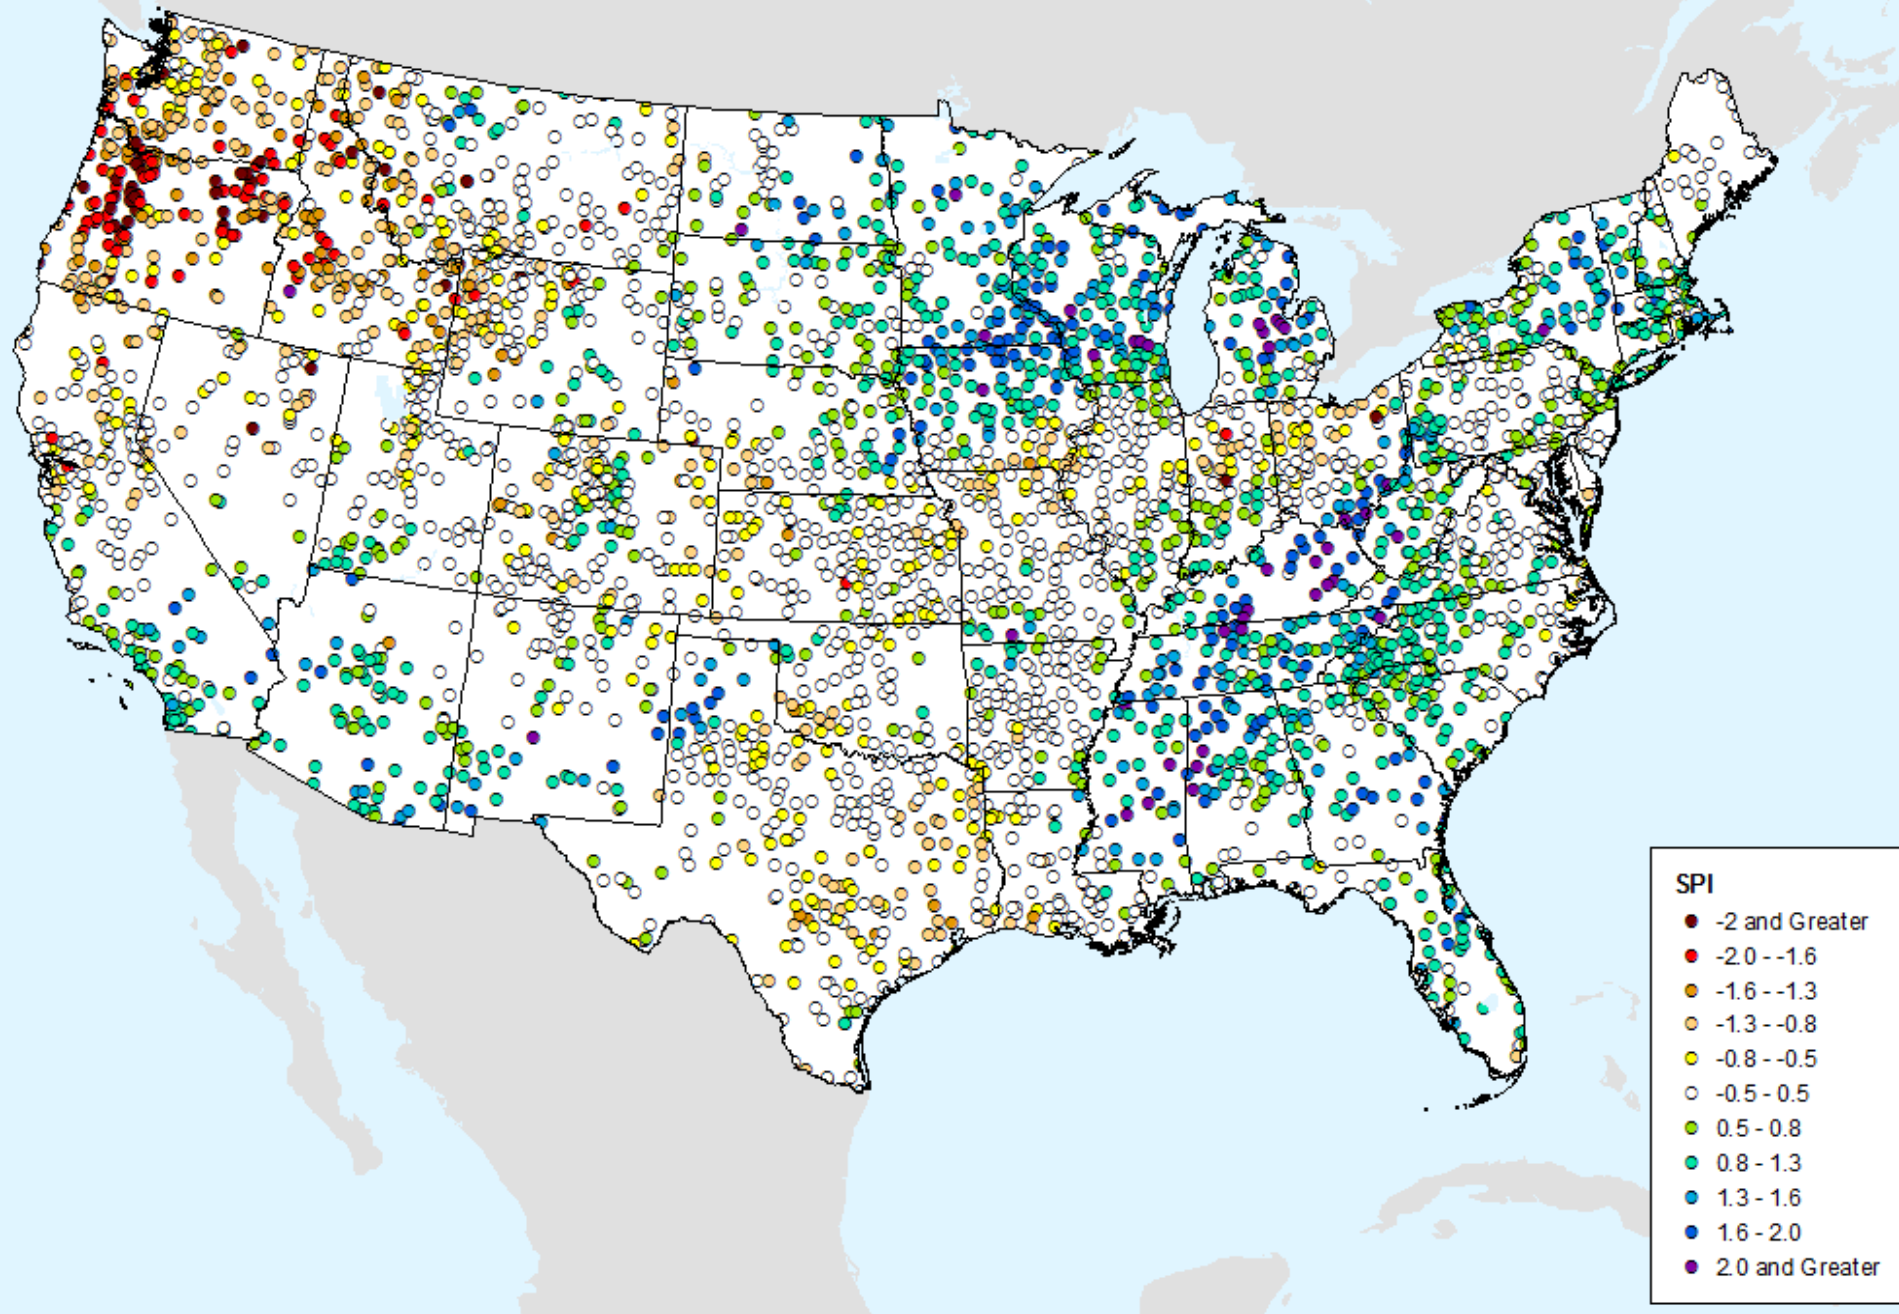 SPI
-2 and Greater
-2.0 - -1.6
-1.6 - -1.3
-1.3 - -0.8
-0.8 - -0.5
-0.5 - 0.5
0.5 - 0.8
0.8 - 1.3
1.3 - 1.6
1.6 - 2.0
2.0 and Greater